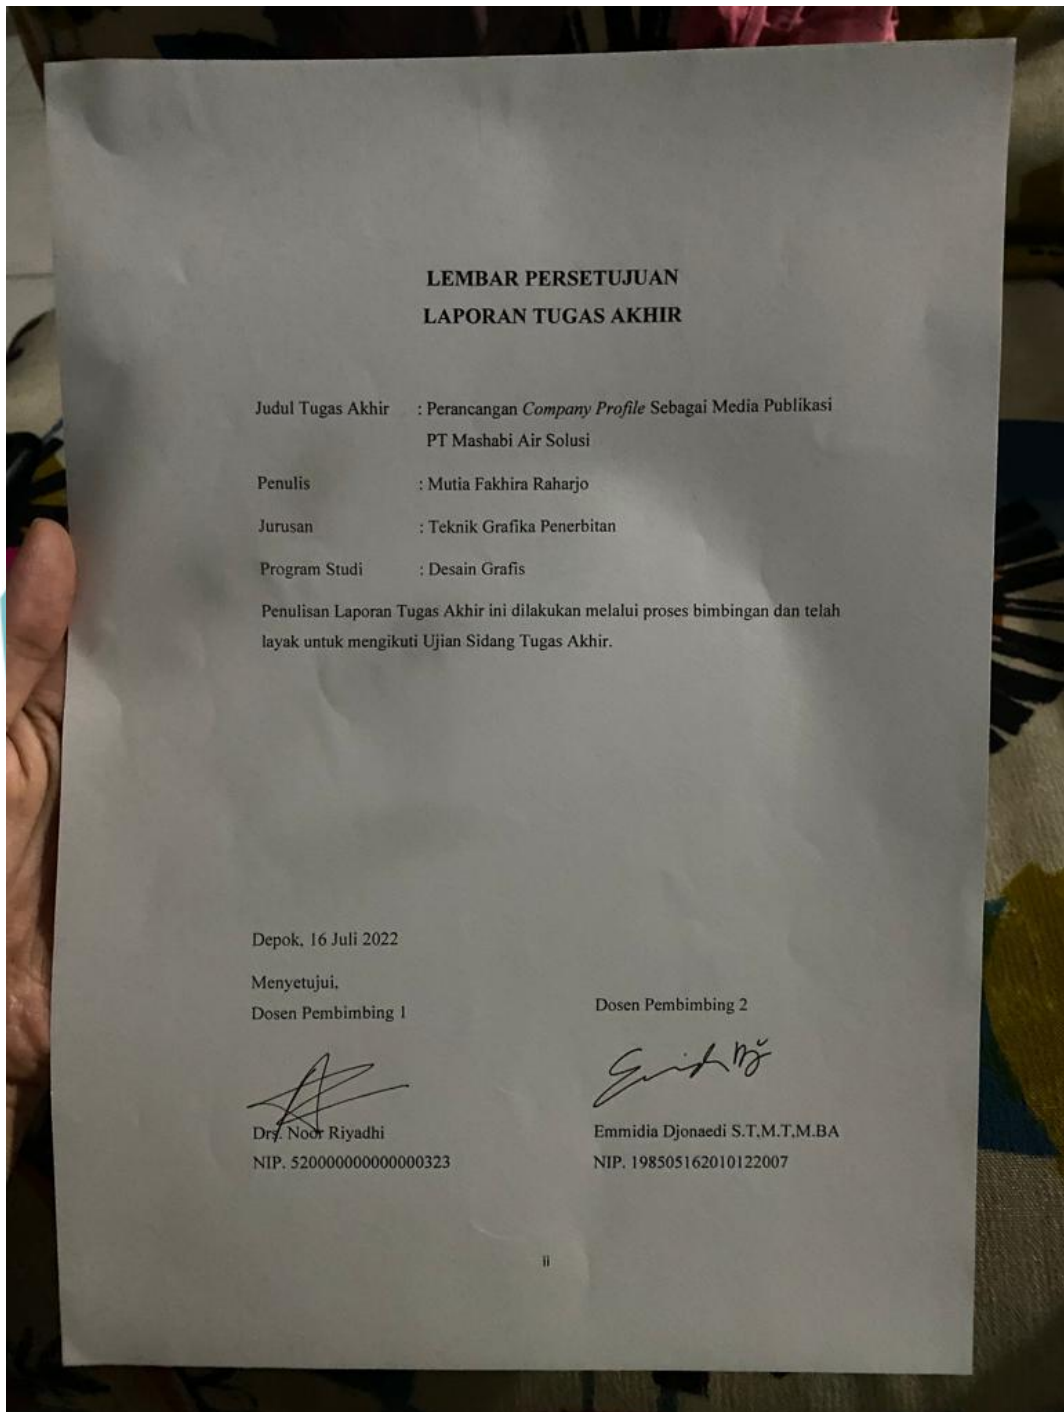 LEMBAR PERSETUJUAN
LAPORAN TUGAS AKHIR
Judul Tugas Akhir : Perancangan Company Profile Sebagai Media Publikasi
PT Mashabi Air Solusi
Penulis : Mutia Fakhira Raharjo
Jurusan : Teknik Grafika Penerbitan
Program Studi : Desain Grafis
Penulisan Laporan Tugas Akhir ini dilakukan melalui proses bimbingan dan telah
layak untuk mengikuti Ujian Sidang Tugas Akhir.
Depok, 16 Juli 2022
Menyetujui,
Dosen Pembimbing 1
Drs. Noor Riyadhi
NIP. 520000000000000323
Dosen Pembimbing 2
Emmidia Djonaedi S.T,M.T,M.BA
NIP. 198505162010122007
ii